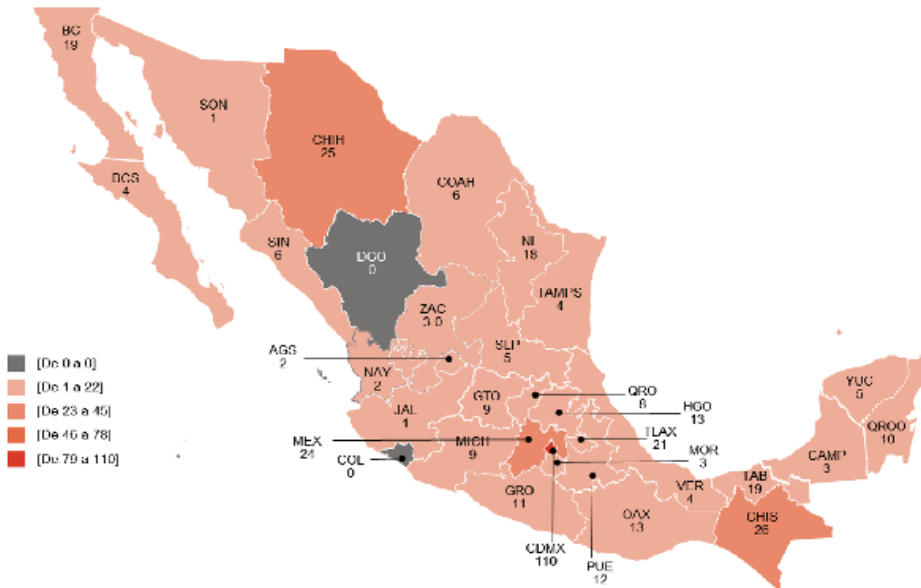 BC
19
SON
1
CHIH
25
BCS
4
COAH
6
SIN
6
DGO
0
NL
18
TAMPS
4
ZAC
3.0
SLP
5
AGS
2
NAY
2
JAL
1
GTO
9
QRO
HGO
13
TLAX
21
MOR
3
MEX
24
COL
0
MICH
9
GRO
11
CDMX
110
PUE
12
OAX
13
VER
4
TAB
19
CHIS
26
CAMP
3
YUC
5
QROO
10
[De 0 a 0]
[De 1 a 22]
[De 23 a 45]
[De 46 a 78]
[De 79 a 110]